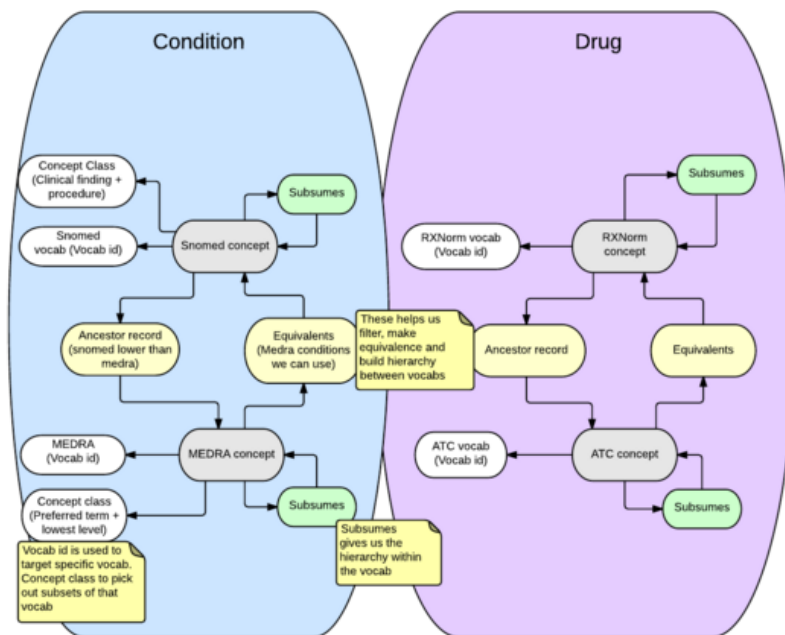 Condition
Drug
Concept Class
(Clinical finding +
procedure)
Subsumes
Snomed
vocab (Vocab id)
Snomed concept
Ancestor record
(snomed lower than
medra)
Equivalents
(Medra conditions
we can use)
MEDRA
(Vocab id)
MEDRA concept
Concept class
(Preferred term +
lowest level)
Subsumes
Vocab id is used to
target specific vocab.
Concept class to pick
out subsets of that
vocab
These helps us
filter, make
equivalence and
build hierarchy
between vocabs
Subsumes
gives us the
hierarchy within
the vocab
Subsumes
RXNorm vocab
(Vocab id)
RXNorm
concept
Ancestor record
Equivalents
ATC vocab
(Vocab id)
ATC concept
Subsumes